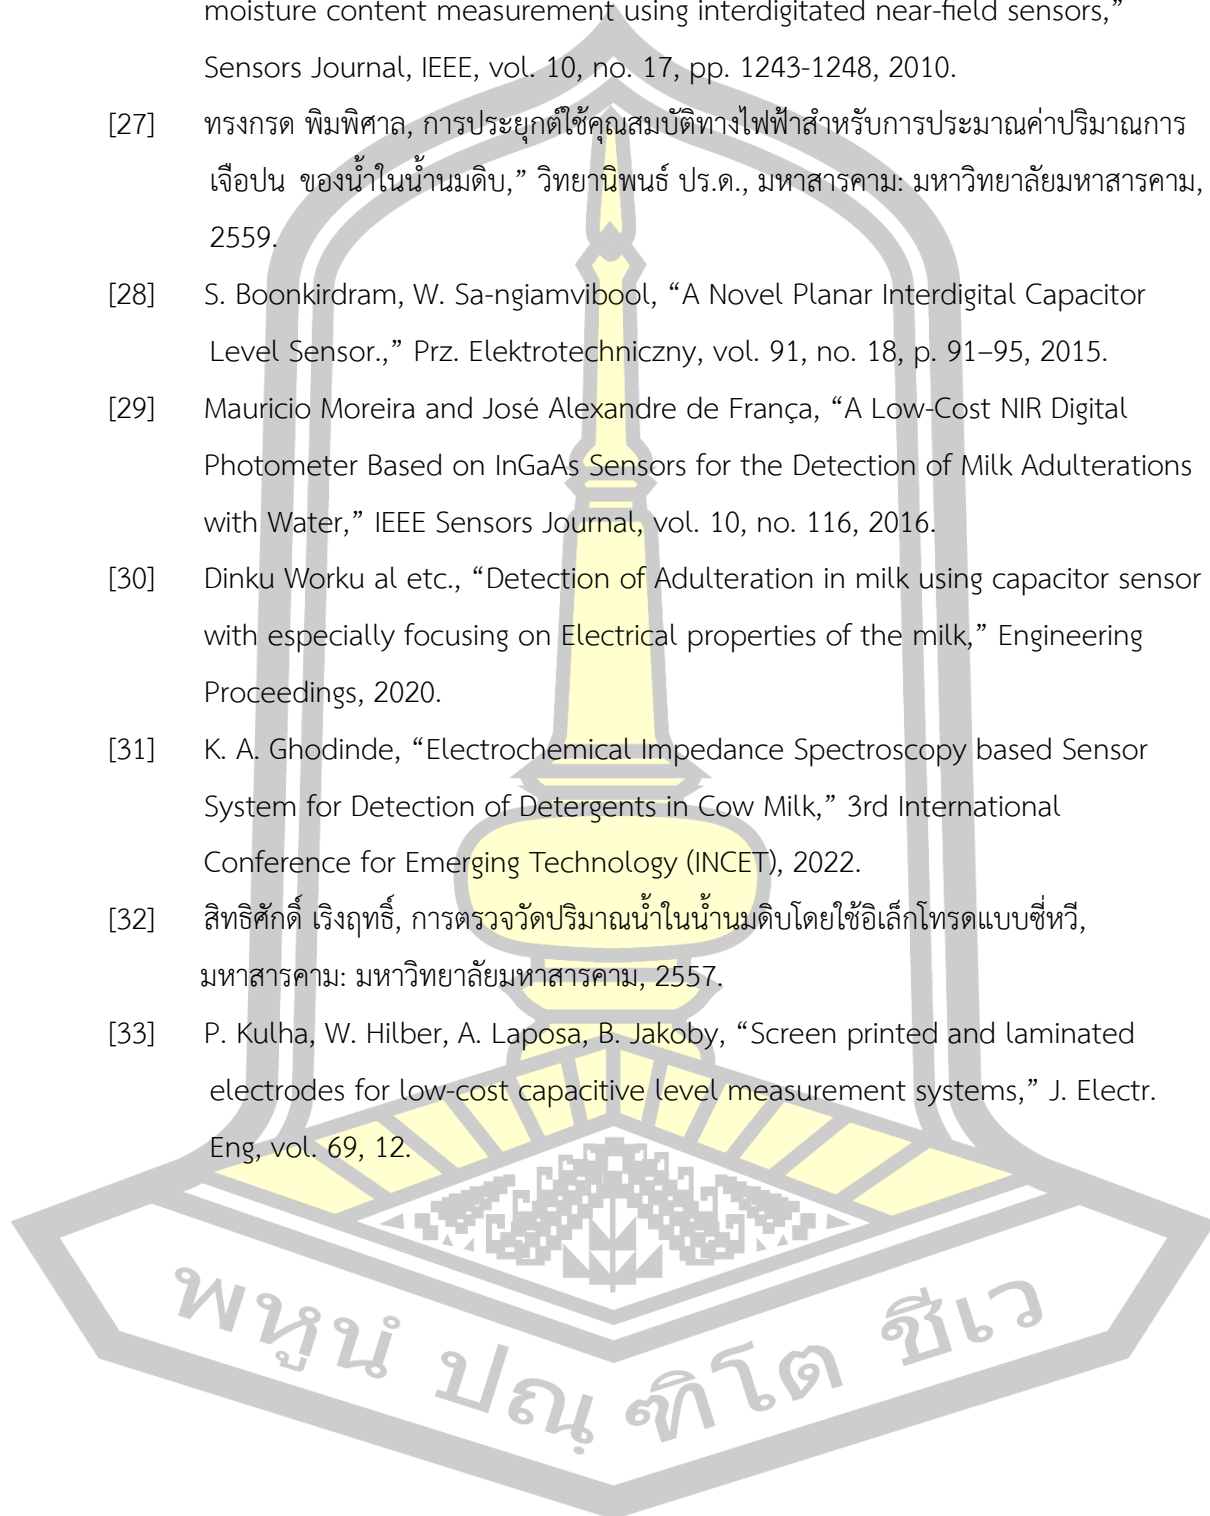 moisture content measurement using interdigitated near-field sensors,”
Sensors Journal, IEEE, vol. 10, no. 17, pp. 1243-1248, 2010.
[27] ทรงกรด พิมพิศาล, การประยุกต์ใช้คุณสมบัติทางไฟฟ้าสำหรับการประมาณค่าปริมาณการ
เจือปน ของน้ำในน้ำนมดิบ,” วิทยานิพนธ์ ปร.ด., มหาสารคาม: มหาวิทยาลัยมหาสารคาม,
2559.
[28] S. Boonkirdram, W. Sa-ngiamvibool, “A Novel Planar Interdigital Capacitor
Level Sensor.,” Prz. Elektrotechniczny, vol. 91, no. 18, p. 91–95, 2015.
[29] Mauricio Moreira and José Alexandre de França, “A Low-Cost NIR Digital
Photometer Based on InGaAs Sensors for the Detection of Milk Adulterations
with Water,” IEEE Sensors Journal, vol. 10, no. 116, 2016.
[30] Dinku Worku al etc., “Detection of Adulteration in milk using capacitor sensor
with especially focusing on Electrical properties of the milk,” Engineering
Proceedings, 2020.
[31] K. A. Ghodinde, “Electrochemical Impedance Spectroscopy based Sensor
System for Detection of Detergents in Cow Milk,” 3rd International
Conference for Emerging Technology (INCET), 2022.
[32] สิทธิศักดิ์ เริงฤทธิ์, การตรวจวัดปริมาณน้ำในน้ำนมดิบโดยใช้อิเล็กโทรดแบบซี่หวี,
มหาสารคาม: มหาวิทยาลัยมหาสารคาม, 2557.
[33] P. Kulha, W. Hilber, A. Laposa, B. Jakoby, “Screen printed and laminated
electrodes for low-cost capacitive level measurement systems,” J. Electr.
Eng, vol. 69, 12.
พหูนํ ปณฺฑิโต ชีเว